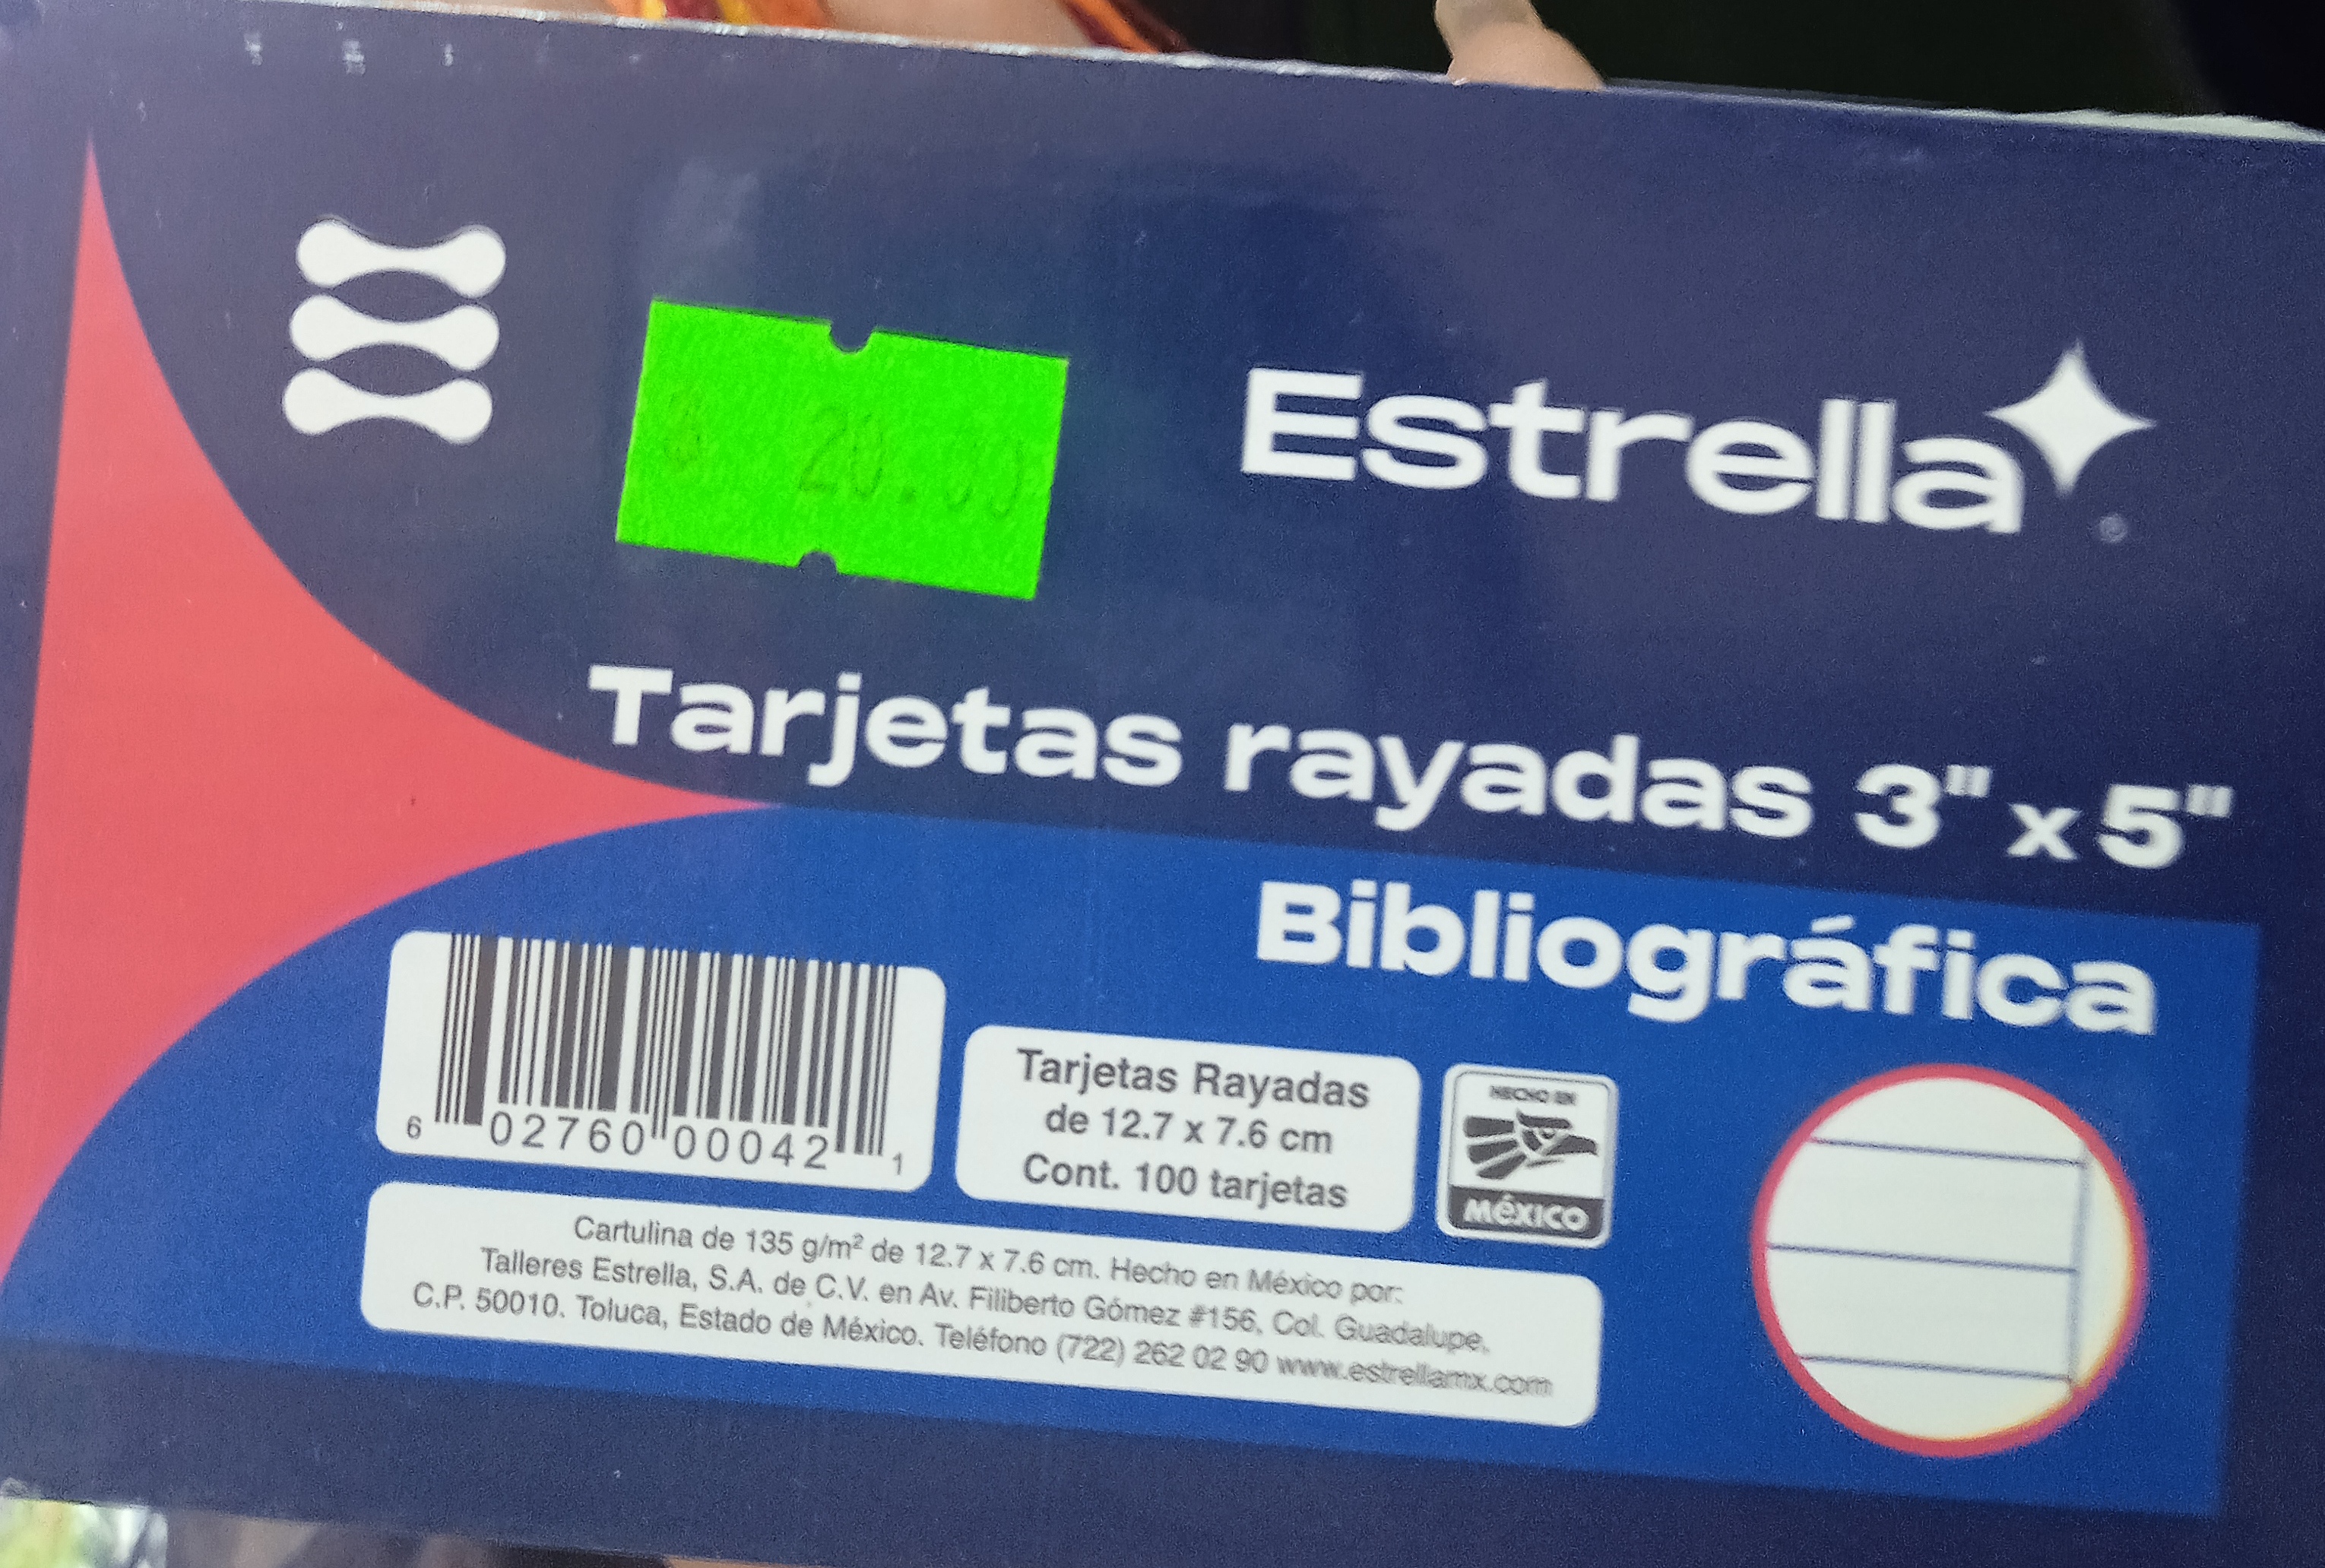 20.00
Estrella
Tarjetas rayadas 3" x 5"
Bibliográfica
6 02760 00042 1
Tarjetas Rayadas
de 12.7 x 7.6 cm
Cont. 100 tarjetas
HECHO EN
MÉXICO
Cartulina de 135 g/m² de 12.7 x 7.6 cm. Hecho en México por:
Talleres Estrella, S.A. de C.V. en Av. Filiberto Gómez #156, Col. Guadalupe,
C.P. 50010. Toluca, Estado de México. Teléfono (722) 262 02 90 www.estrellamx.com